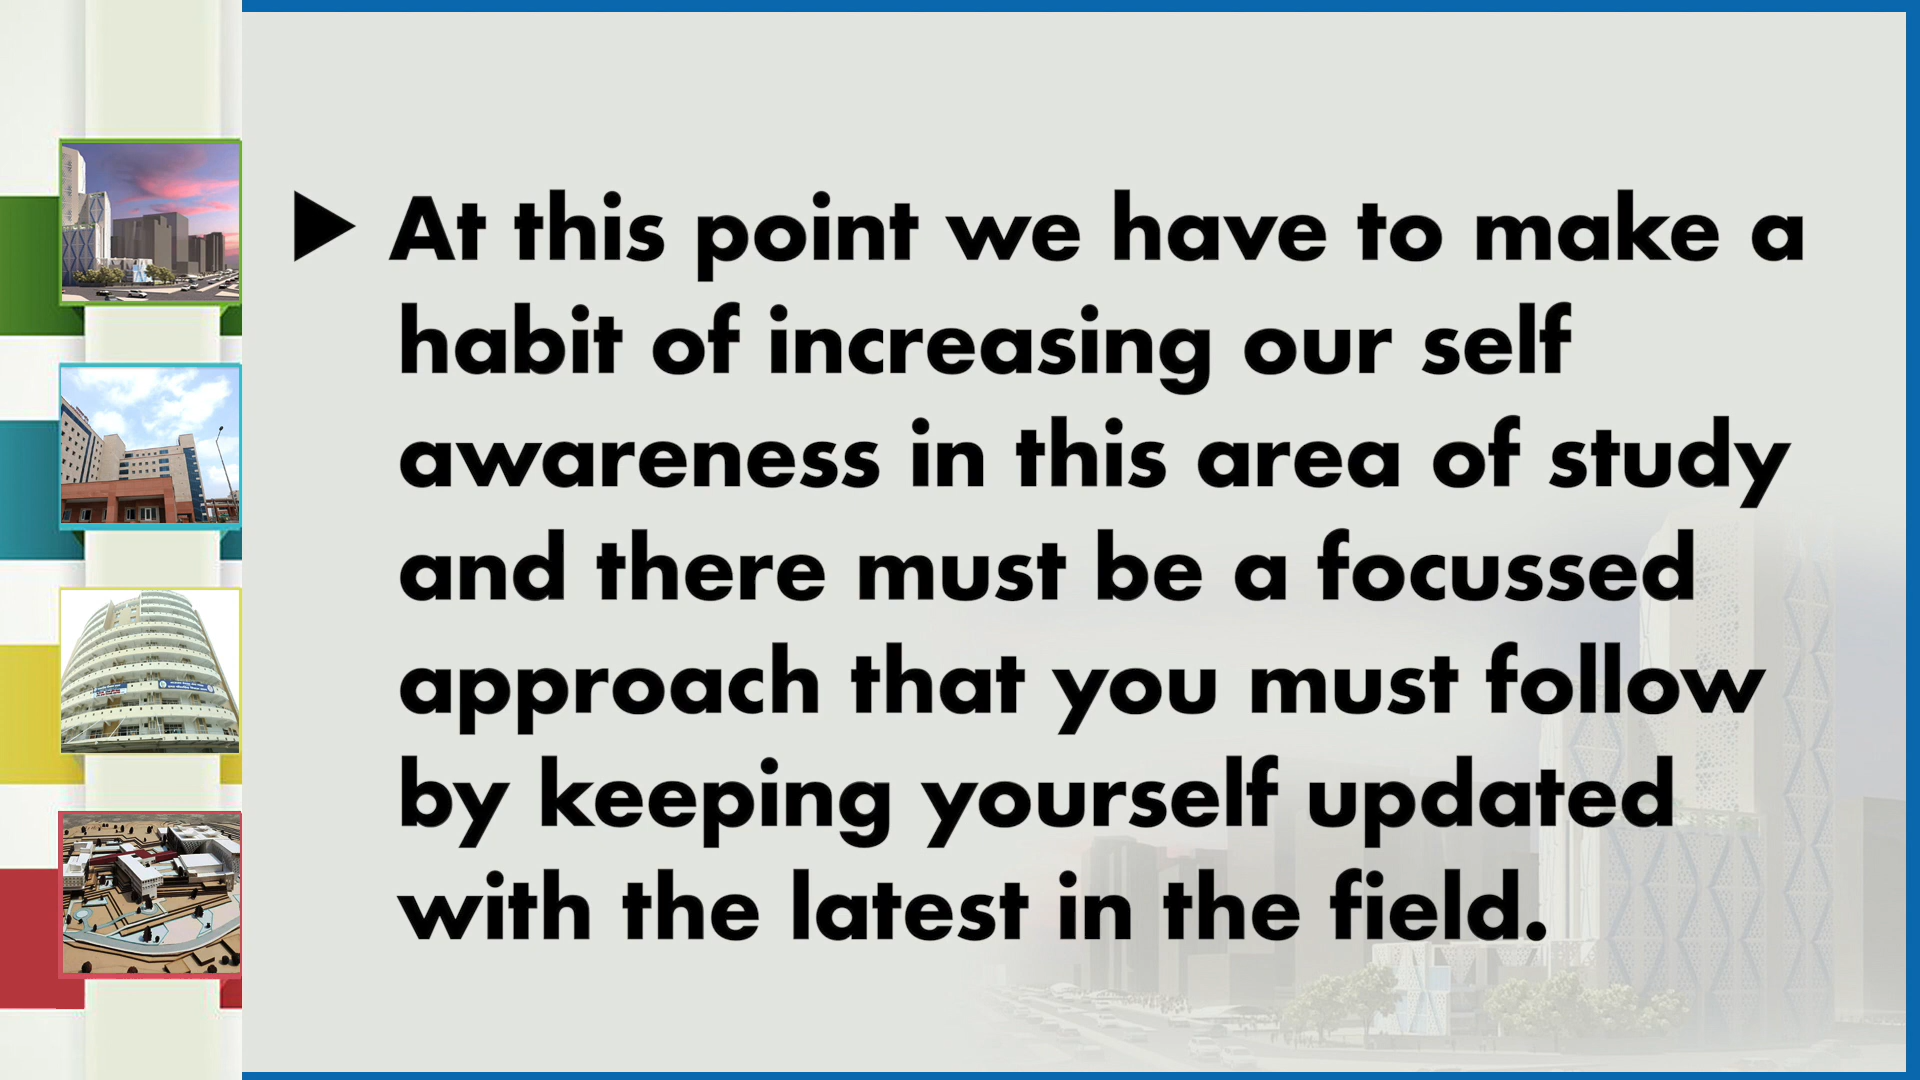 ▶ At this point we have to make a
habit of increasing our self
awareness in this area of study
and there must be a focussed
approach that you must follow
by keeping yourself updated
with the latest in the field.